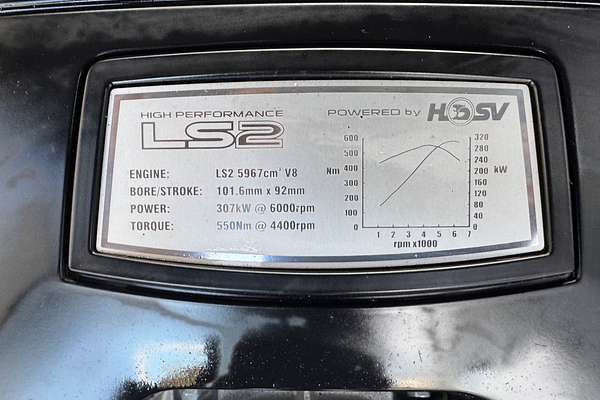 HIGH PERFORMANCE
LS2
POWERED by HSV
ENGINE: LS2 5967cm³ V8
BORE/STROKE: 101.6mm x 92mm
POWER: 307kW @ 6000rpm
TORQUE: 550Nm @ 4400rpm
Nm
600
500
400
300
200
100
0
320
280
240
200
160
120
80
40
0
kW
1 2 3 4 5 6 7
rpm x1000